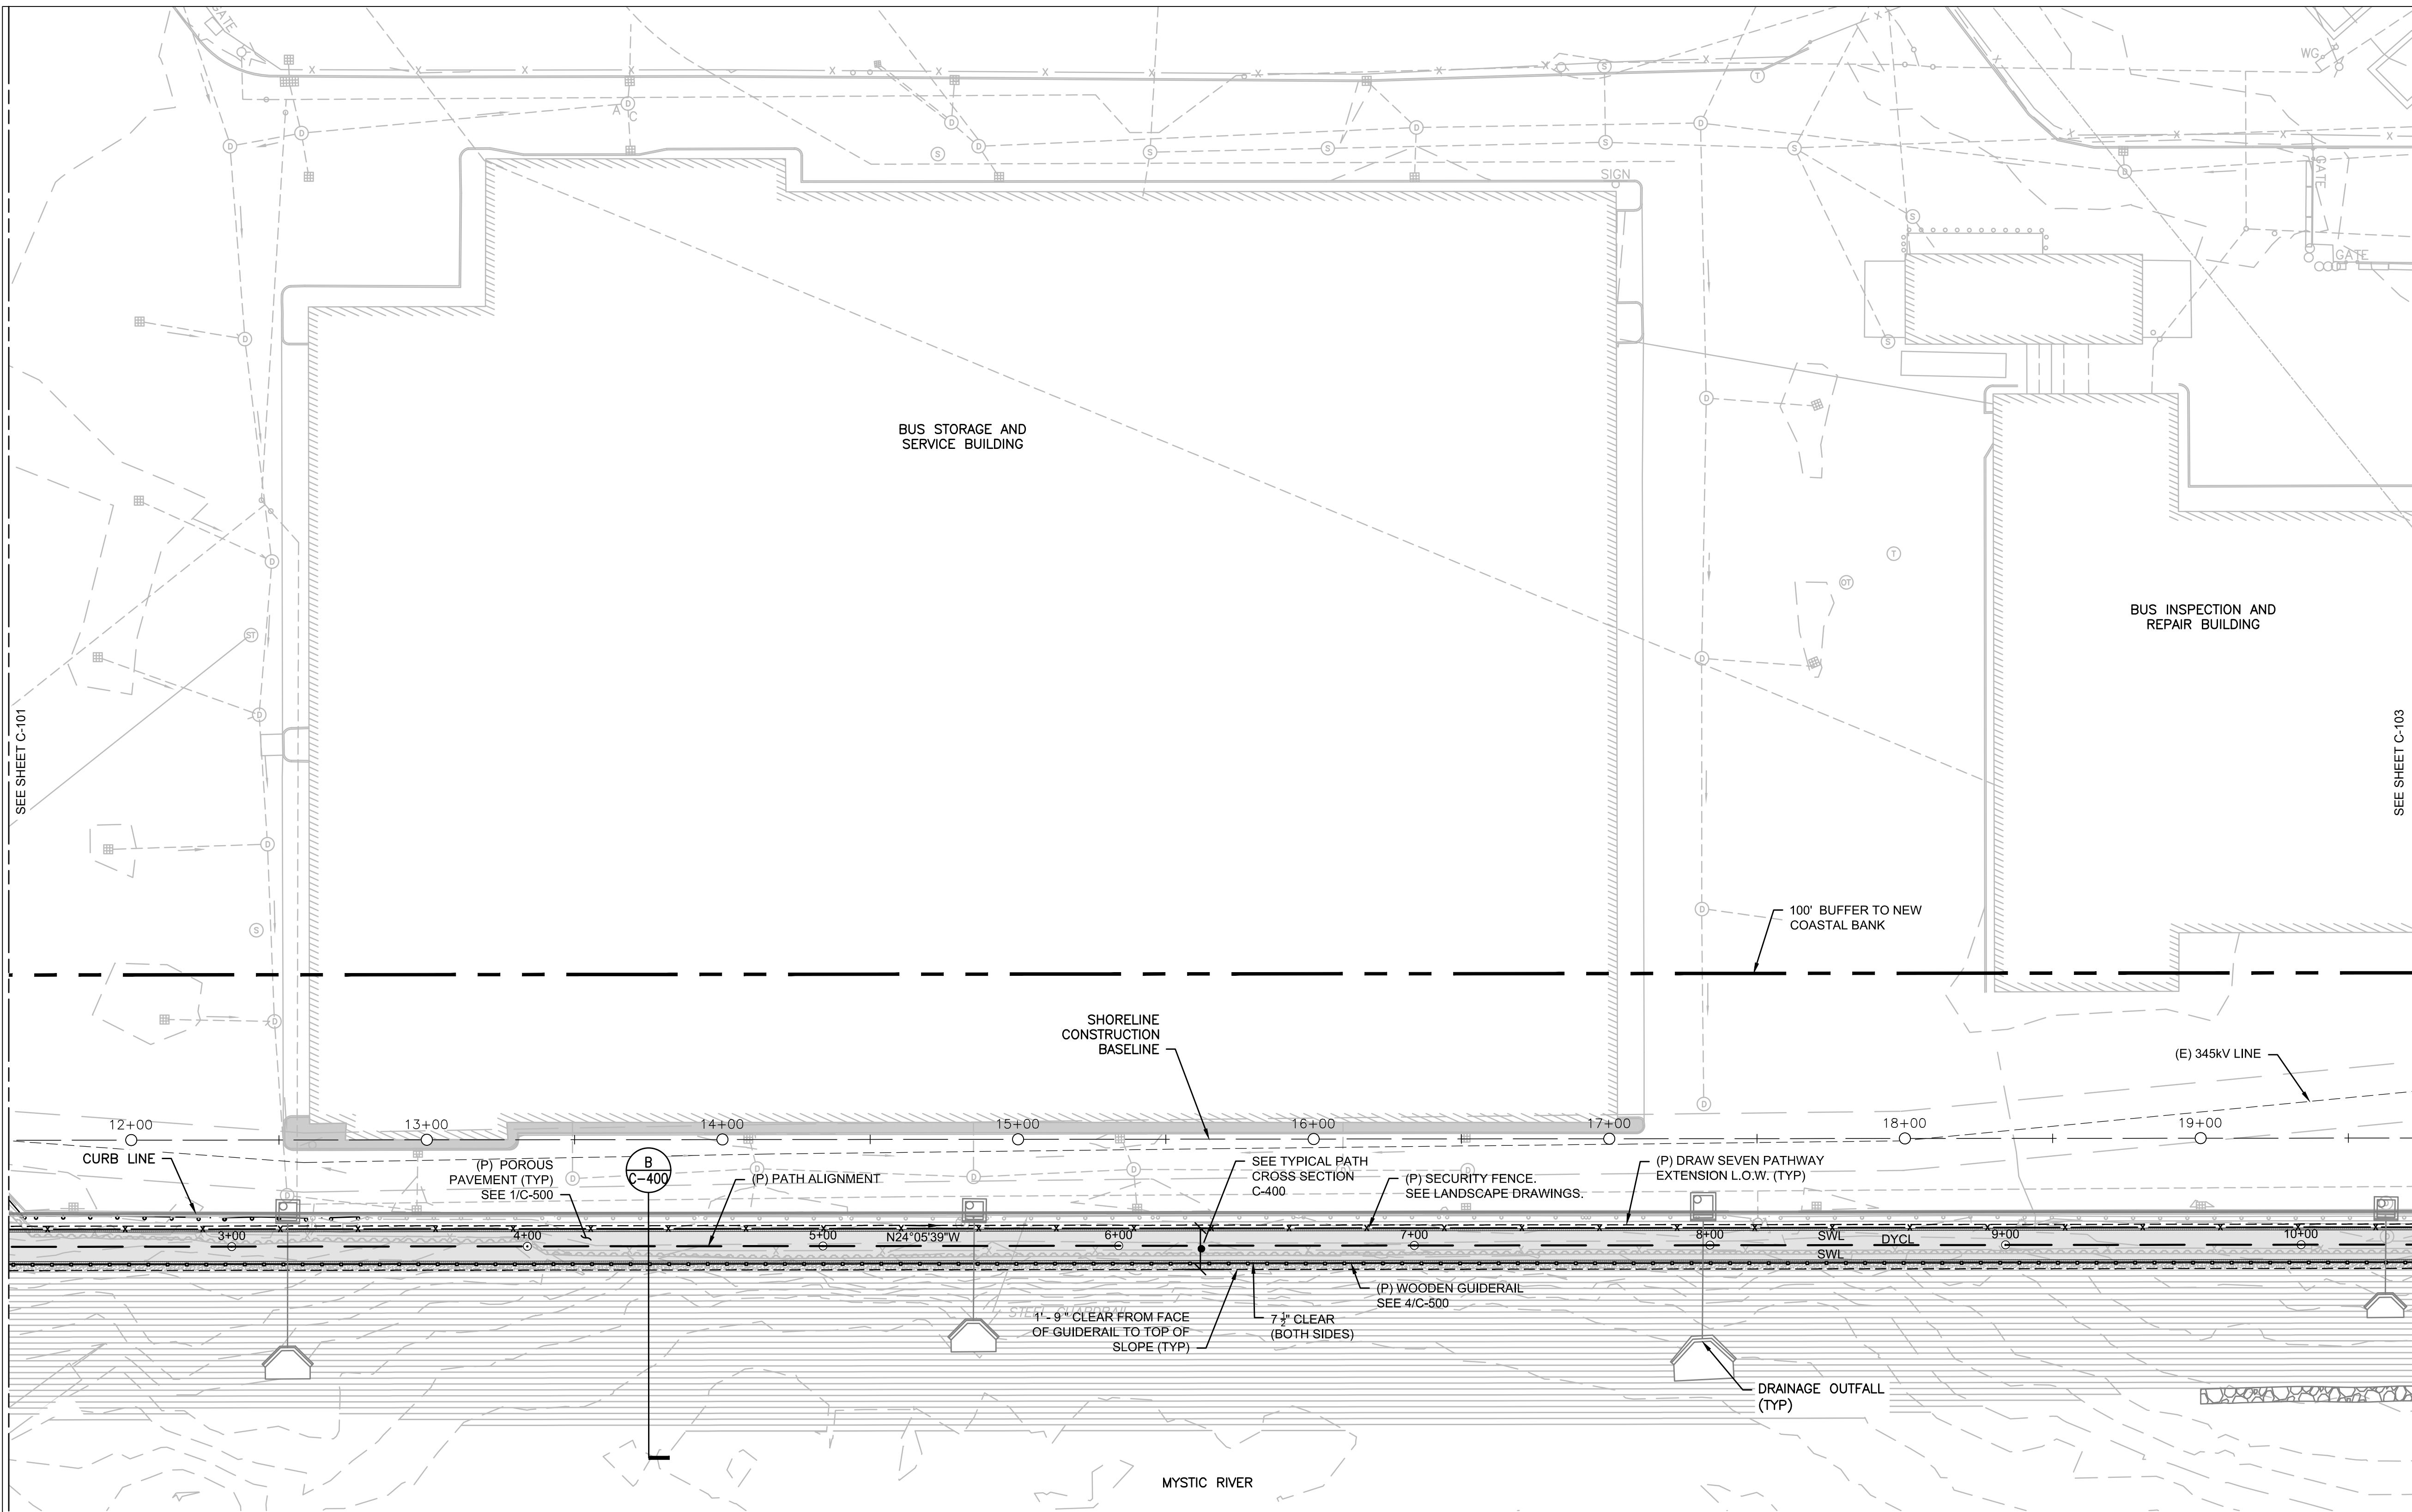 GATE
WG
A
C
SIGN
GATE
GATE
BUS STORAGE AND
SERVICE BUILDING
BUS INSPECTION AND
REPAIR BUILDING
SEE SHEET C-101
SEE SHEET C-103
100' BUFFER TO NEW
COASTAL BANK
SHORELINE
CONSTRUCTION
BASELINE
(E) 345kV LINE
12+00
13+00
14+00
15+00
16+00
17+00
18+00
19+00
CURB LINE
(P) POROUS
PAVEMENT (TYP)
SEE 1/C-500
B
C-400
(P) PATH ALIGNMENT
SEE TYPICAL PATH
CROSS SECTION
C-400
(P) SECURITY FENCE.
SEE LANDSCAPE DRAWINGS.
(P) DRAW SEVEN PATHWAY
EXTENSION L.O.W. (TYP)
3+00
4+00
5+00
N24°05'39"W
6+00
7+00
8+00
SWL
DYCL
9+00
10+00
SWL
STEEL GUARDRAIL
1' - 9" CLEAR FROM FACE
OF GUIDERAIL TO TOP OF
SLOPE (TYP)
7 ½" CLEAR
(BOTH SIDES)
(P) WOODEN GUIDERAIL
SEE 4/C-500
DRAINAGE OUTFALL
(TYP)
MYSTIC RIVER